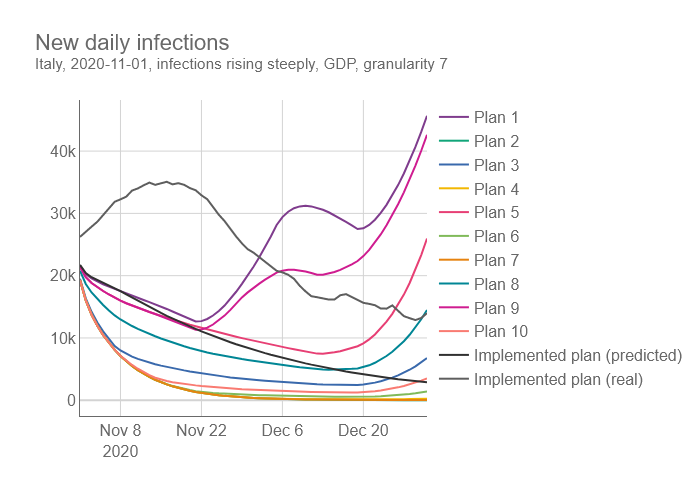 New daily infections
Italy, 2020-11-01, infections rising steeply, GDP, granularity 7
40k
30k
20k
10k
0
Nov 8
2020
Nov 22
Dec 6
Dec 20
Plan 1
Plan 2
Plan 3
Plan 4
Plan 5
Plan 6
Plan 7
Plan 8
Plan 9
Plan 10
Implemented plan (predicted)
Implemented plan (real)